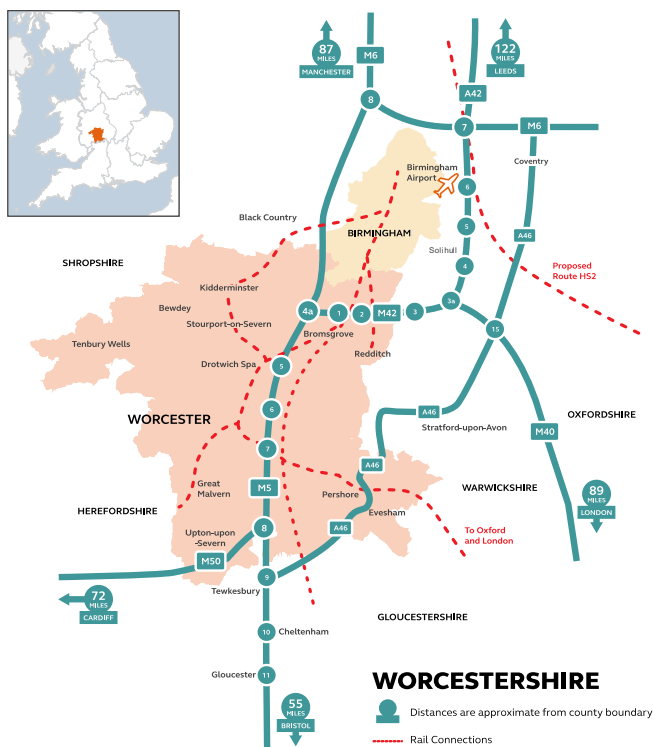 87
MILES
MANCHESTER
M6
122
MILES
LEEDS
A42
8
7
M6
Coventry
Birmingham
Airport
6
Black Country
BIRMINGHAM
5
A46
Solihull
4
SHROPSHIRE
Proposed
Route HS2
Kidderminster
Bewdey
Stourport-on-Severn
4a
1
2
M42
3
3a
15
Bromsgrove
Tenbury Wells
Redditch
Drotwich Spa
5
6
A46
OXFORDSHIRE
WORCESTER
Stratford-upon-Avon
M40
7
A46
Great
Malvern
M5
WARWICKSHIRE
Pershore
89
MILES
LONDON
HEREFORDSHIRE
Evesham
Upton-upon
-Severn
8
A46
To Oxford
and London
M50
9
Tewkesbury
72
MILES
CARDIFF
GLOUCESTERSHIRE
10
Cheltenham
Gloucester
11
55
MILES
BRISTOL
WORCESTERSHIRE
Distances are approximate from county boundary
Rail Connections